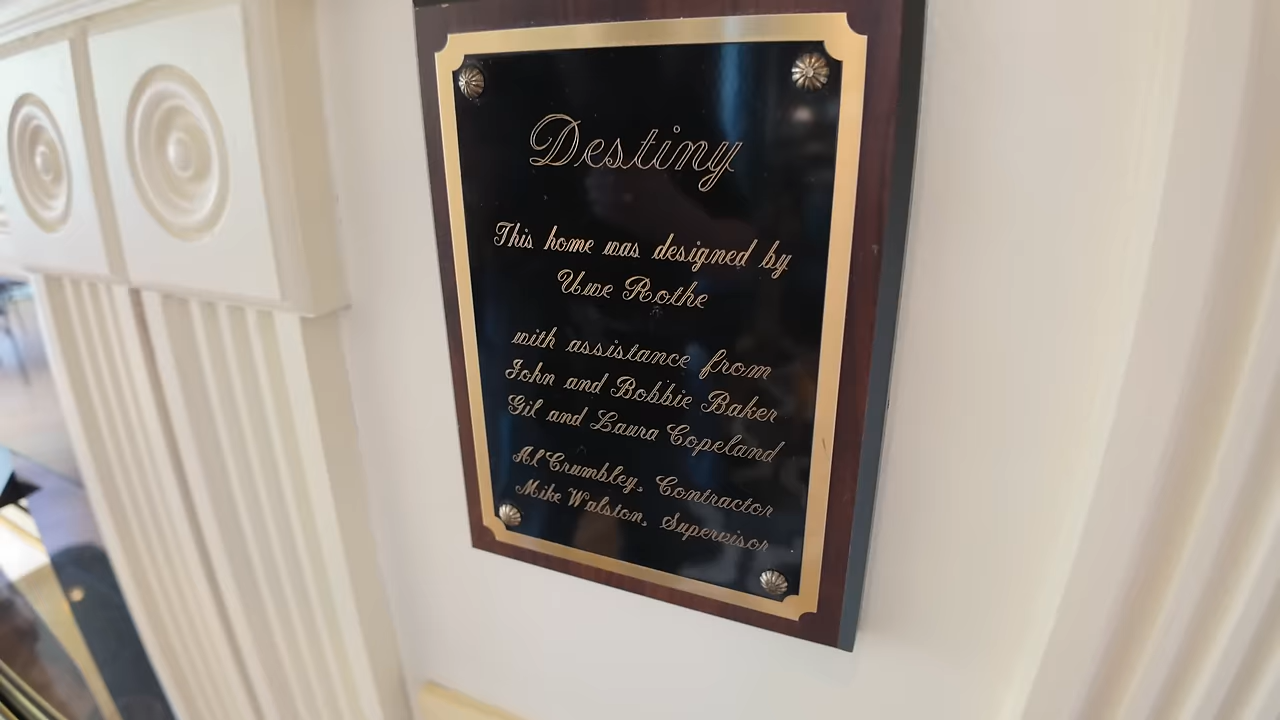 Destiny
This home was designed by
Uwe Rothe
with assistance from
John and Bobbie Baker
Gil and Laura Copeland
Al Crumbley, Contractor
Mike Walston, Supervisor